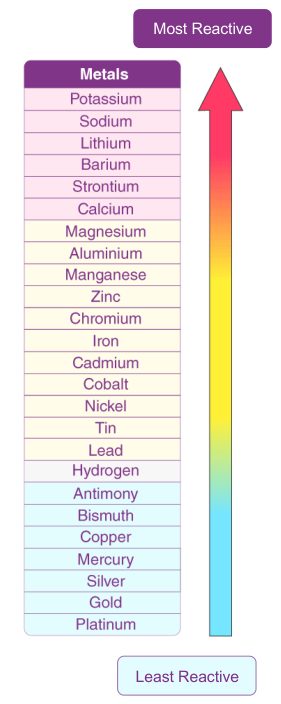 Most Reactive
Metals
Potassium
Sodium
Lithium
Barium
Strontium
Calcium
Magnesium
Aluminium
Manganese
Zinc
Chromium
Iron
Cadmium
Cobalt
Nickel
Tin
Lead
Hydrogen
Antimony
Bismuth
Copper
Mercury
Silver
Gold
Platinum
Least Reactive